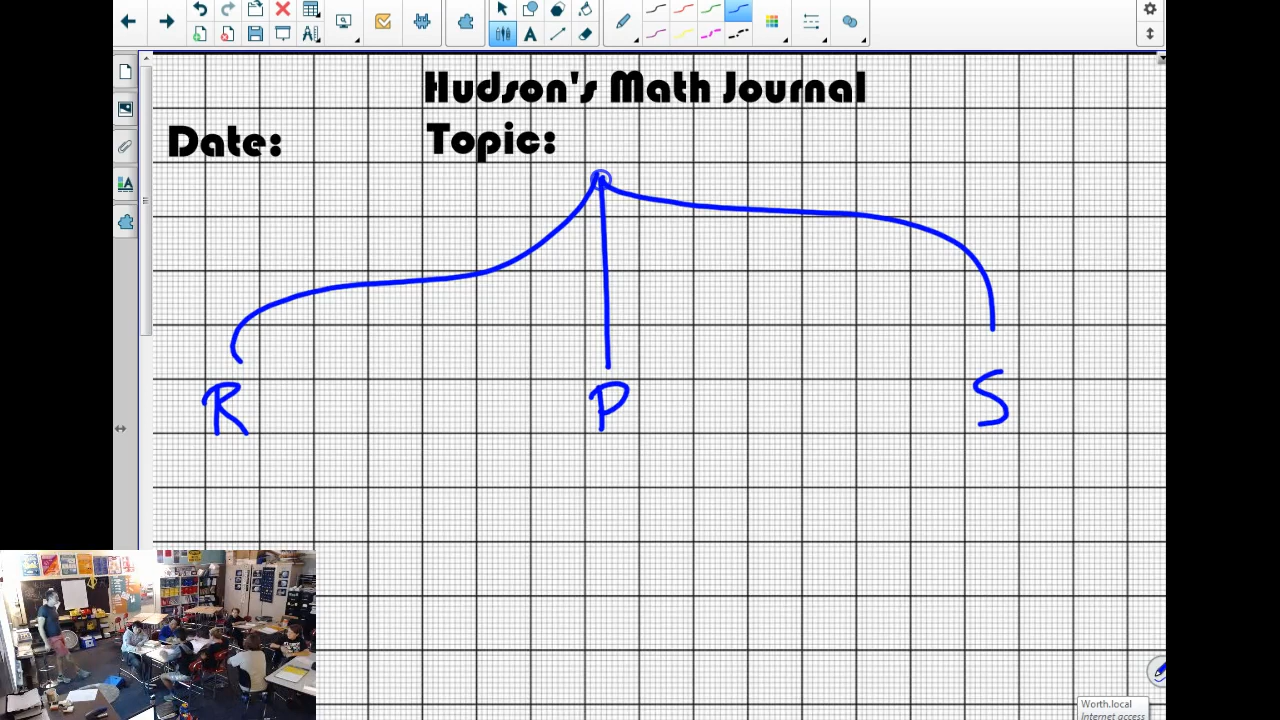 Hudson's Math Journal
Date: Topic:
R P S
Worth.local
Internet access